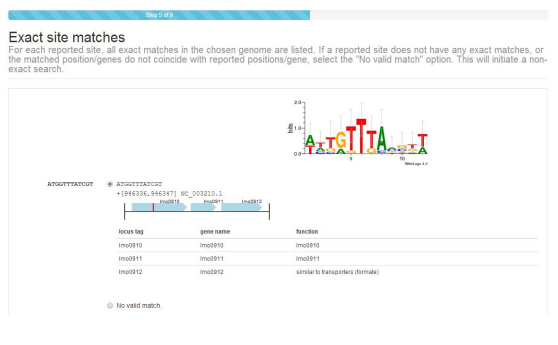 Step 5 of 9
Exact site matches
For each reported site, all exact matches in the chosen genome are listed. If a reported site does not have any exact matches, or
the matched position/genes do not coincide with reported positions/gene, select the "No valid match" option. This will initiate a non-
exact search.
2.0
bits
1.0
0.0
5
10
WebLogo 3.3
ATGGTTTATCGT
ATGGTTTATCGT
+[946336,946347] NC_003210.1
lmo0910 lmo0911 lmo0912
locus tag gene name function
lmo0910 lmo0910 lmo0910
lmo0911 lmo0911 lmo0911
lmo0912 lmo0912 similar to transporters (formate)
No valid match.